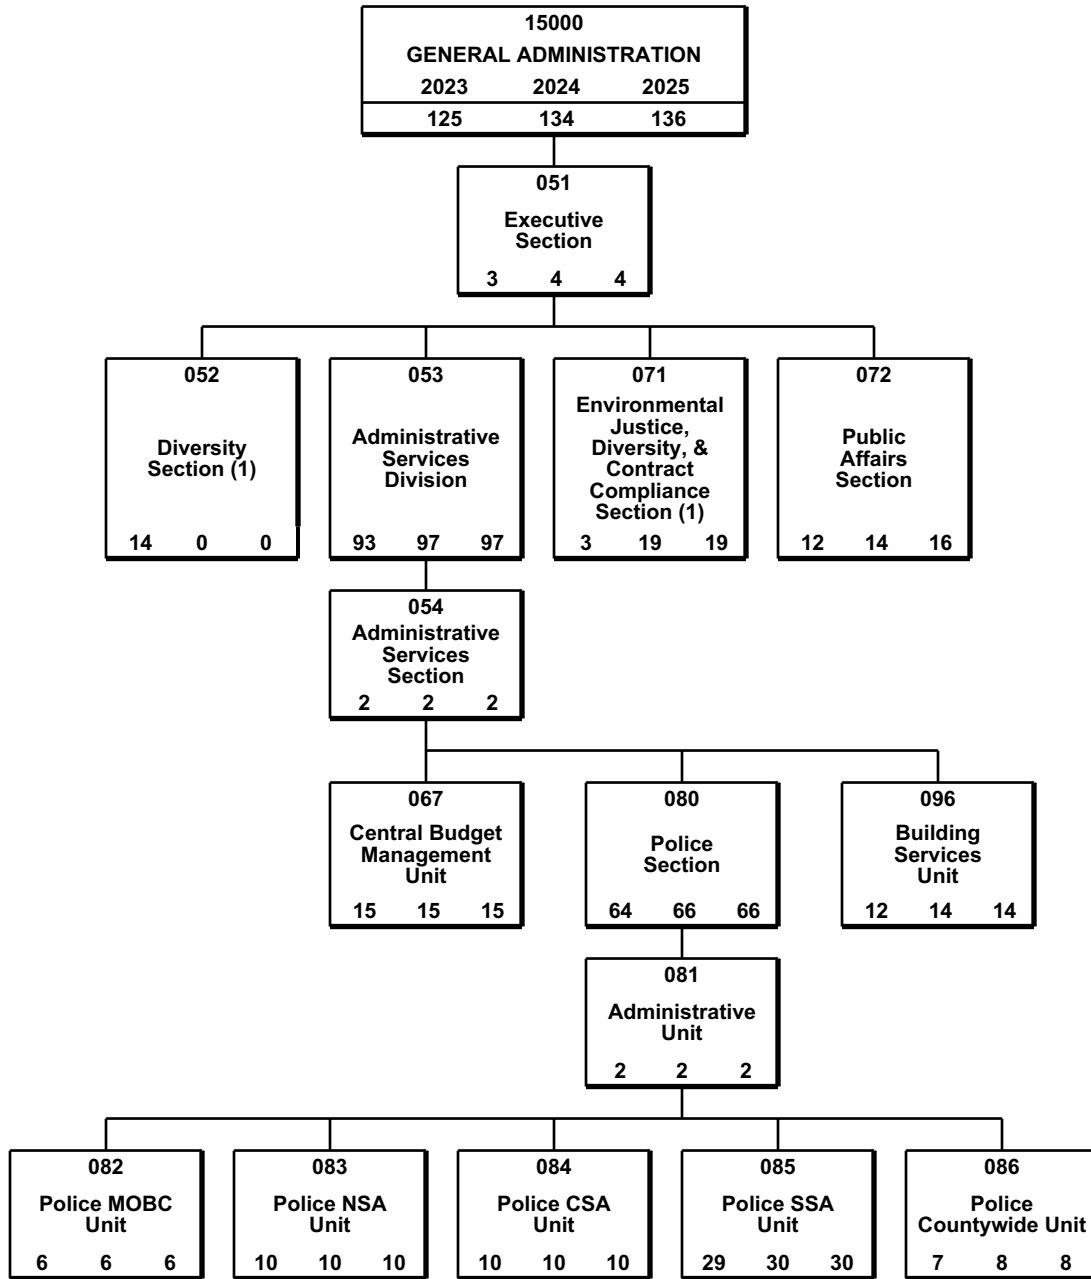 15000
GENERAL ADMINISTRATION
2023 2024 2025
125 134 136
051
Executive
Section
3 4 4
052
Diversity
Section (1)
14 0 0
053
Administrative
Services
Division
93 97 97
071
Environmental
Justice,
Diversity, &
Contract
Compliance
Section (1)
3 19 19
072
Public
Affairs
Section
12 14 16
054
Administrative
Services
Section
2 2 2
067
Central Budget
Management
Unit
15 15 15
080
Police
Section
64 66 66
096
Building
Services
Unit
12 14 14
081
Administrative
Unit
2 2 2
082
Police MOBC
Unit
6 6 6
083
Police NSA
Unit
10 10 10
084
Police CSA
Unit
10 10 10
085
Police SSA
Unit
29 30 30
086
Police
Countywide Unit
7 8 8